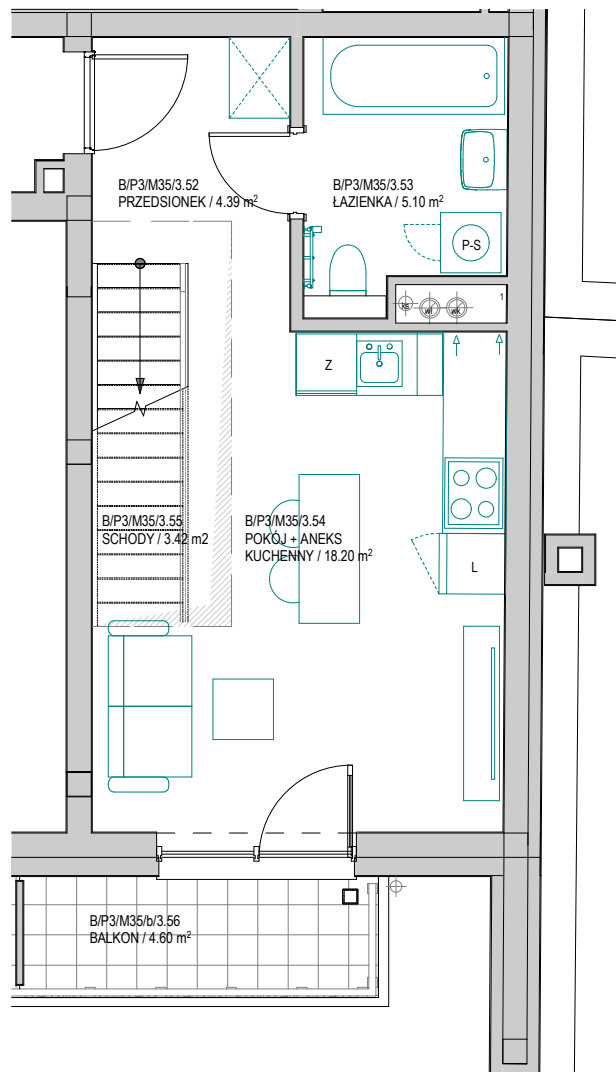 B/P3/M35/3.52
PRZEDSIONEK / 4.39 m²
B/P3/M35/3.53
ŁAZIENKA / 5.10 m²
P-S
1
ks
wł
wk
Z
B/P3/M35/3.55
SCHODY / 3.42 m2
B/P3/M35/3.54
POKÓJ + ANEKS
KUCHENNY / 18.20 m²
L
B/P3/M35/b/3.56
BALKON / 4.60 m²